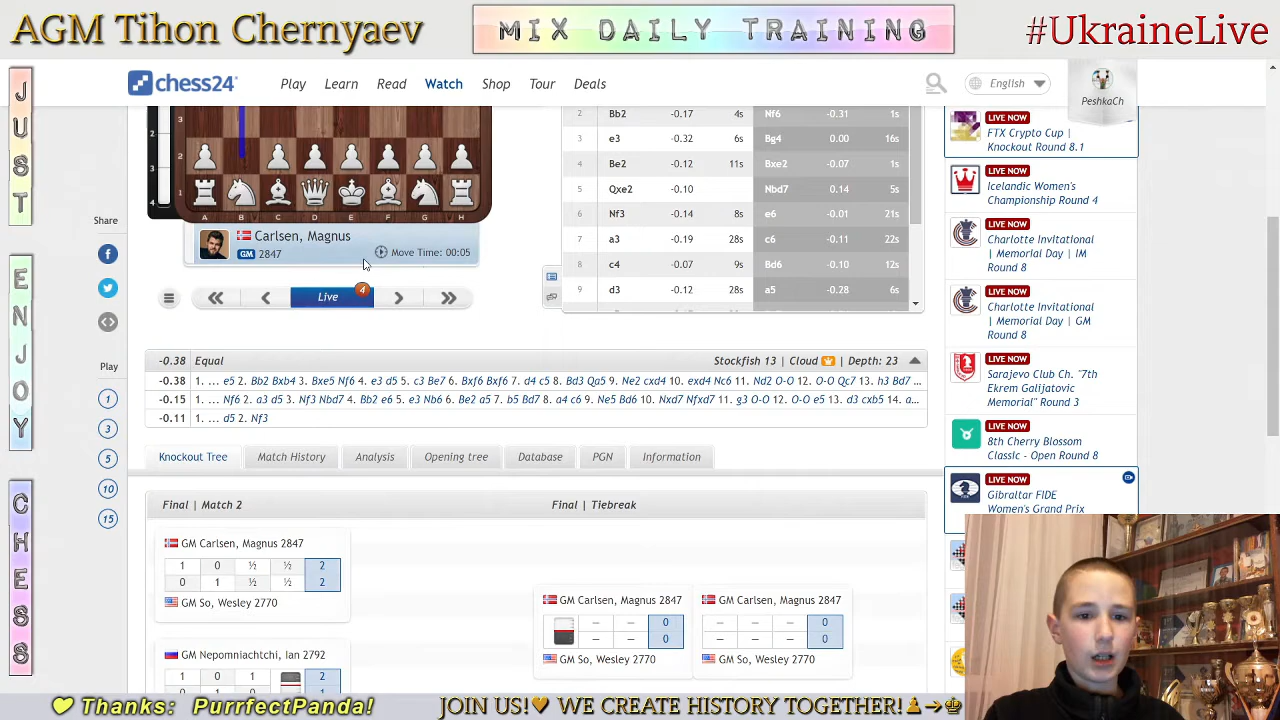 AGM Tihon Chernyaev
MIX DAILY TRAINING
#UkraineLive
JUST
ENJOY
CHESS
chess24
Play Learn Read Watch Shop Tour Deals
English
PeshkaCh
3
2
2
1
4
A B C D E F G H
Carlsen, Magnus
GM 2847
Move Time: 00:05
Live
4
2 Bb2 -0.17 4s Nf6 -0.31 1s
3 e3 -0.32 6s Bg4 0.00 16s
4 Be2 -0.12 11s Bxe2 -0.07 1s
5 Qxe2 -0.10 Nbd7 0.14 5s
6 Nf3 -0.14 8s e6 -0.01 21s
7 a3 -0.19 28s c6 -0.11 22s
8 c4 -0.07 9s Bd6 -0.10 12s
9 d3 -0.12 28s a5 -0.28 6s
Share
Play
1
3
5
10
15
-0.38 Equal
Stockfish 13 | Cloud | Depth: 23
-0.38 1. ... e5 2. Bb2 Bxb4 3. Bxe5 Nf6 4. e3 d5 5. c3 Be7 6. Bxf6 Bxf6 7. d4 c5 8. Bd3 Qa5 9. Ne2 cxd4 10. exd4 Nc6 11. Nd2 O-O 12. O-O Qc7 13. h3 Bd7 ...
-0.15 1. ... Nf6 2. a3 d5 3. Nf3 Nbd7 4. Bb2 e6 5. e3 Nb6 6. Be2 a5 7. b5 Bd7 8. a4 c6 9. Ne5 Bd6 10. Nxd7 Nfxd7 11. g3 O-O 12. O-O e5 13. d3 cxb5 14. a...
-0.11 1. ... d5 2. Nf3
Knockout Tree Match History Analysis Opening tree Database PGN Information
Final | Match 2
Final | Tiebreak
GM Carlsen, Magnus 2847
1 0 ½ ½ 2
0 1 ½ ½ 2
GM So, Wesley 2770
GM Nepomniachtchi, Ian 2792
1 0 1 2
GM Carlsen, Magnus 2847
– – 0
– – 0
GM So, Wesley 2770
GM Carlsen, Magnus 2847
– – – 0
– – – 0
GM So, Wesley 2770
LIVE NOW
FTX Crypto Cup |
Knockout Round 8.1
LIVE NOW
Icelandic Women's
Championship Round 4
LIVE NOW
Charlotte Invitational
| Memorial Day | IM
Round 8
LIVE NOW
Charlotte Invitational
| Memorial Day | GM
Round 8
LIVE NOW
Sarajevo Club Ch. "7th
Ekrem Galijatovic
Memorial" Round 3
LIVE NOW
8th Cherry Blossom
Classic - Open Round 8
LIVE NOW
Gibraltar FIDE
Women's Grand Prix
Thanks: PurrfectPanda!
JOIN US! WE CREATE HISTORY TOGETHER!